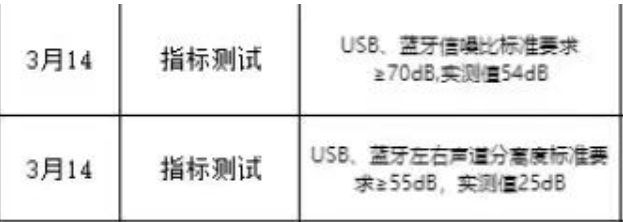 3月14
指标测试
USB、蓝牙信噪比标准要求
≥70dB,实测值54dB
3月14
指标测试
USB、蓝牙左右声道分离度标准要
求≥55dB，实测值25dB